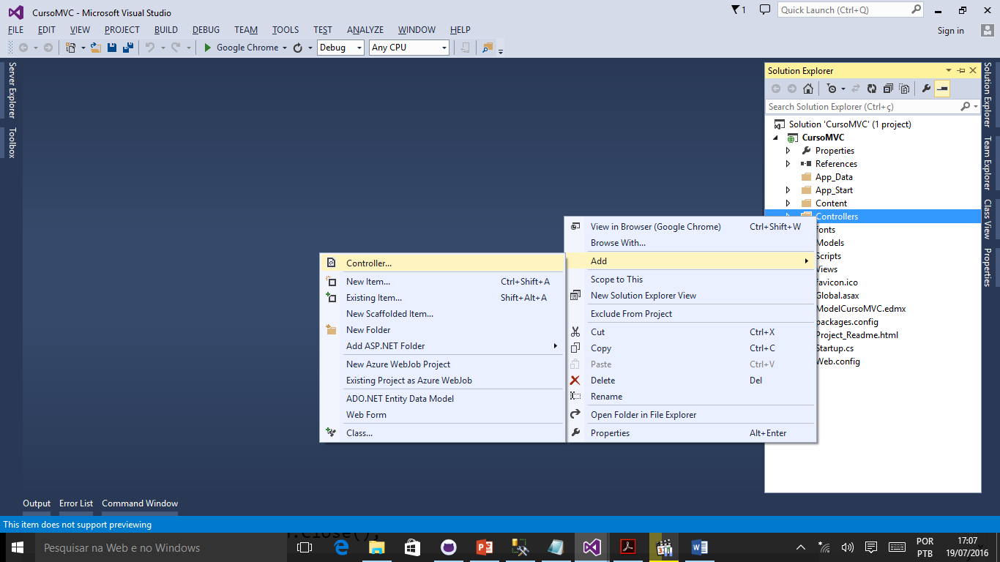 CursoMVC - Microsoft Visual Studio
1
Quick Launch (Ctrl+Q)
FILE EDIT VIEW PROJECT BUILD DEBUG TEAM TOOLS TEST ANALYZE WINDOW HELP
Sign in
Google Chrome Debug Any CPU
Server Explorer
Toolbox
Solution Explorer
Search Solution Explorer (Ctrl+ç)
Solution 'CursoMVC' (1 project)
CursoMVC
Properties
References
App_Data
App_Start
Content
Controllers
fonts
Models
Scripts
Views
favicon.ico
Global.asax
ModelCursoMVC.edmx
packages.config
Project_Readme.html
Startup.cs
Web.config
Solution Explorer
Team Explorer
Class View
Properties
View in Browser (Google Chrome) Ctrl+Shift+W
Browse With...
Add
Scope to This
New Solution Explorer View
Exclude From Project
Cut Ctrl+X
Copy Ctrl+C
Paste Ctrl+V
Delete Del
Rename
Open Folder in File Explorer
Properties Alt+Enter
Controller...
New Item... Ctrl+Shift+A
Existing Item... Shift+Alt+A
New Scaffolded Item...
New Folder
Add ASP.NET Folder
New Azure WebJob Project
Existing Project as Azure WebJob
ADO.NET Entity Data Model
Web Form
Class...
Output Error List Command Window
This item does not support previewing
Pesquisar na Web e no Windows
POR
PTB
17:07
19/07/2016